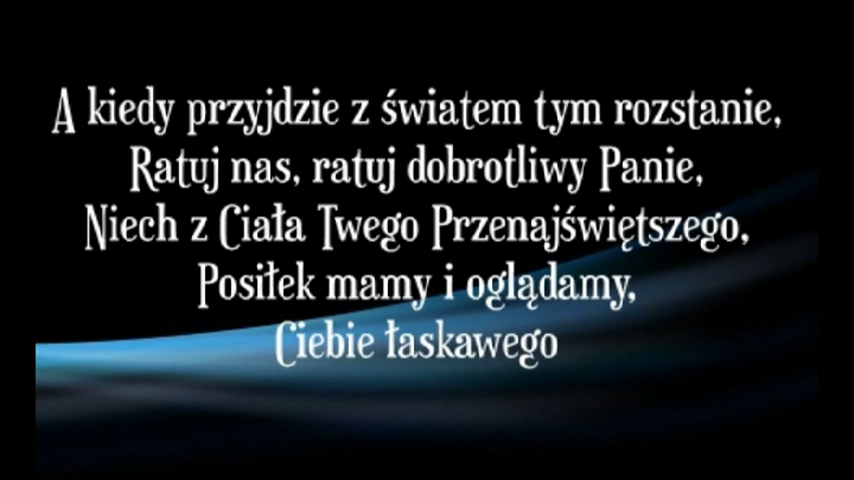 A kiedy przyjdzie z światem tym rozstanie,
Ratuj nas, ratuj dobrotliwy Panie,
Niech z Ciała Twego Przenajświętszego,
Posiłek mamy i oglądamy,
Ciebie łaskawego